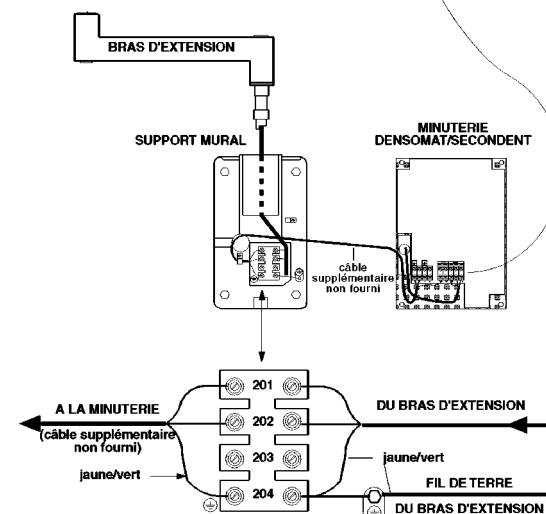 BRAS D'EXTENSION
SUPPORT MURAL
MINUTERIE
DENSOMAT/SECONDENT
câble
supplémentaire
non fourni
201
A LA MINUTERIE
DU BRAS D'EXTENSION
202
(câble supplémentaire
non fourni)
203
jaune/vert
jaune/vert
FIL DE TERRE
204
DU BRAS D'EXTENSION